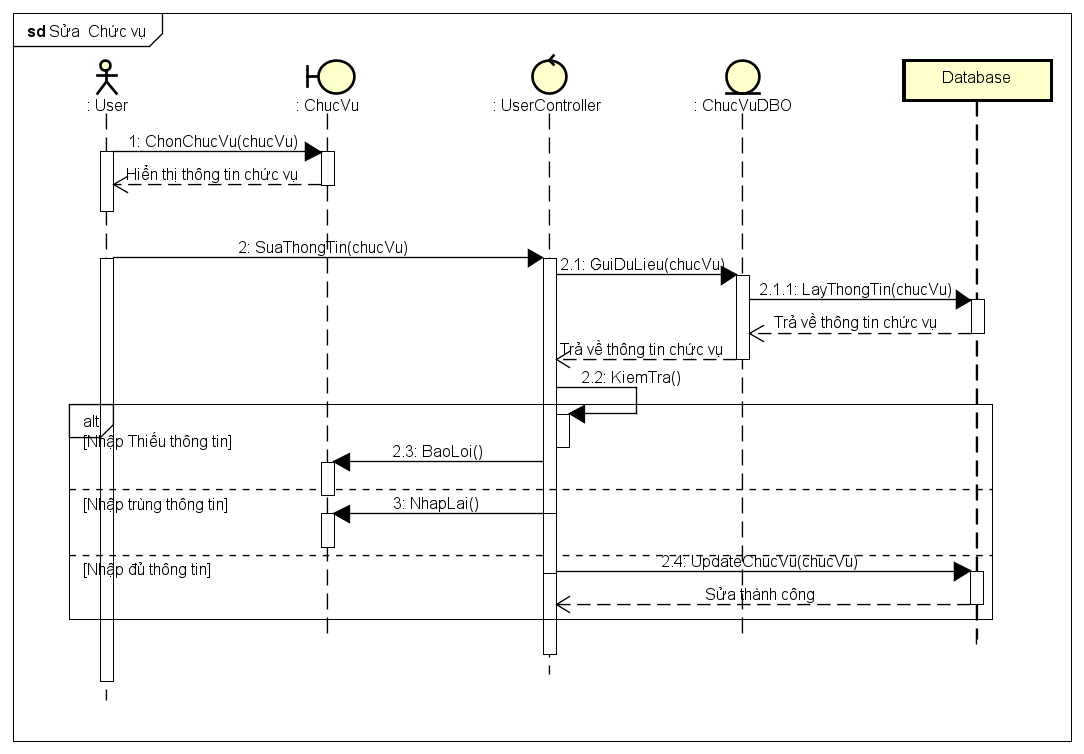 sd Sửa Chức vụ
: User
: ChucVu
: UserController
: ChucVuDBO
Database
1: ChonChucVu(chucVu)
Hiển thị thông tin chức vụ
2: SuaThongTin(chucVu)
2.1: GuiDuLieu(chucVu)
2.1.1: LayThongTin(chucVu)
Trả về thông tin chức vụ
Trả về thông tin chức vụ
2.2: KiemTra()
alt
[Nhập Thiếu thông tin]
2.3: BaoLoi()
[Nhập trùng thông tin]
3: NhapLai()
[Nhập đủ thông tin]
2.4: UpdateChucVu(chucVu)
Sửa thành công